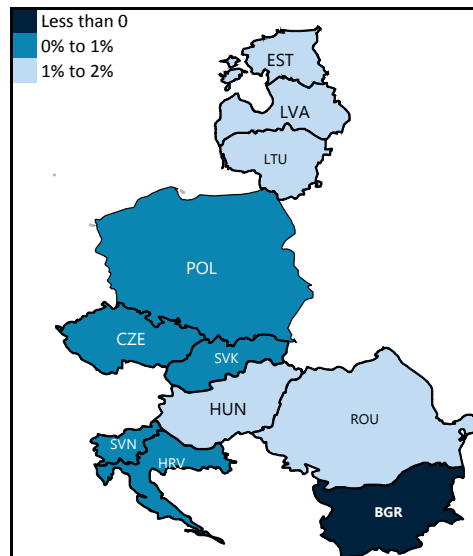 Less than 0
0% to 1%
1% to 2%
EST
LVA
LTU
POL
CZE
SVK
HUN
ROU
SVN
HRV
BGR